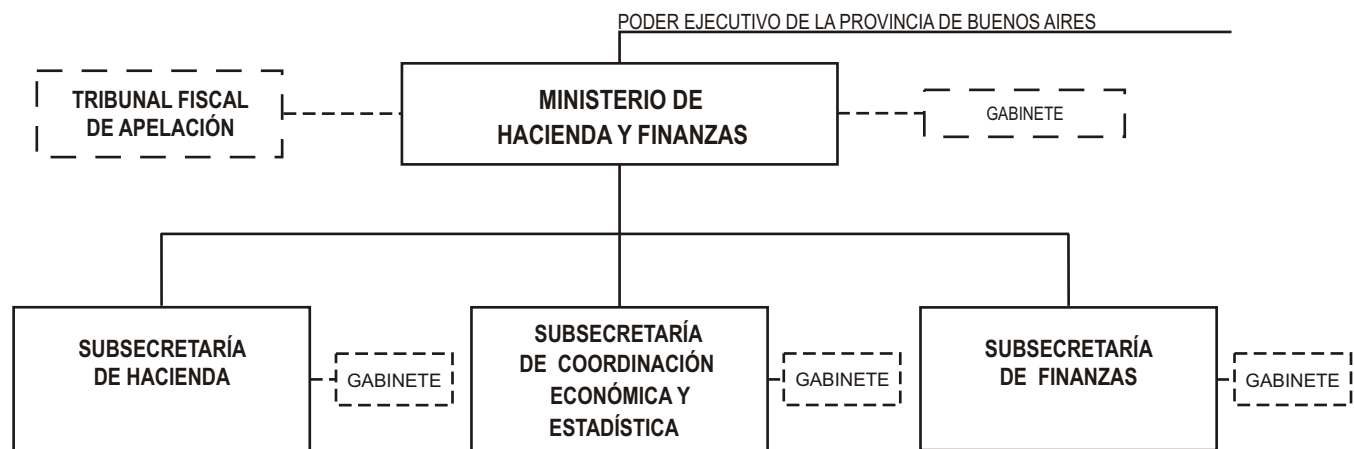 PODER EJECUTIVO DE LA PROVINCIA DE BUENOS AIRES
TRIBUNAL FISCAL
DE APELACIÓN
MINISTERIO DE
HACIENDA Y FINANZAS
GABINETE
SUBSECRETARÍA
DE HACIENDA
GABINETE
SUBSECRETARÍA
DE COORDINACIÓN
ECONÓMICA Y
ESTADÍSTICA
GABINETE
SUBSECRETARÍA
DE FINANZAS
GABINETE